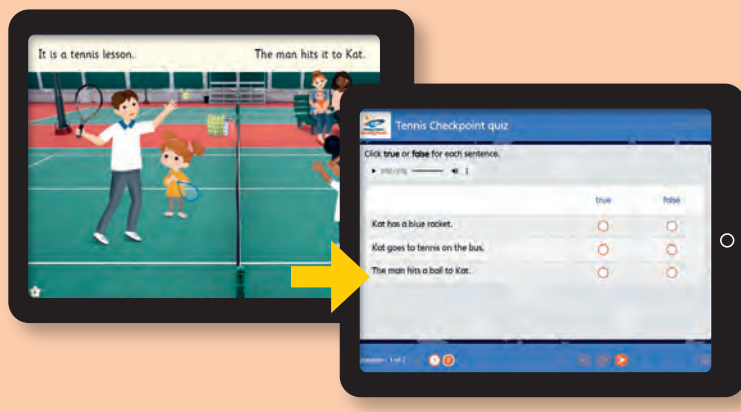 It is a tennis lesson.
The man hits it to Kat.
Tennis Checkpoint quiz
Click true or false for each sentence.
true false
Kat has a blue racket.
Kat goes to tennis on the bus.
The man hits a ball to Kat.
1 2